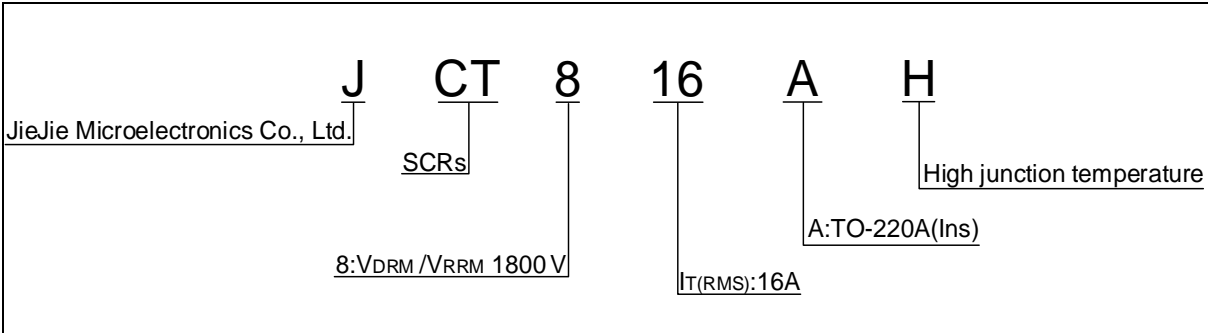 J CT 8 16 A H
JieJie Microelectronics Co., Ltd.
SCRs
High junction temperature
A:TO-220A(Ins)
8:VDRM /VRRM 1800 V
IT(RMS):16A